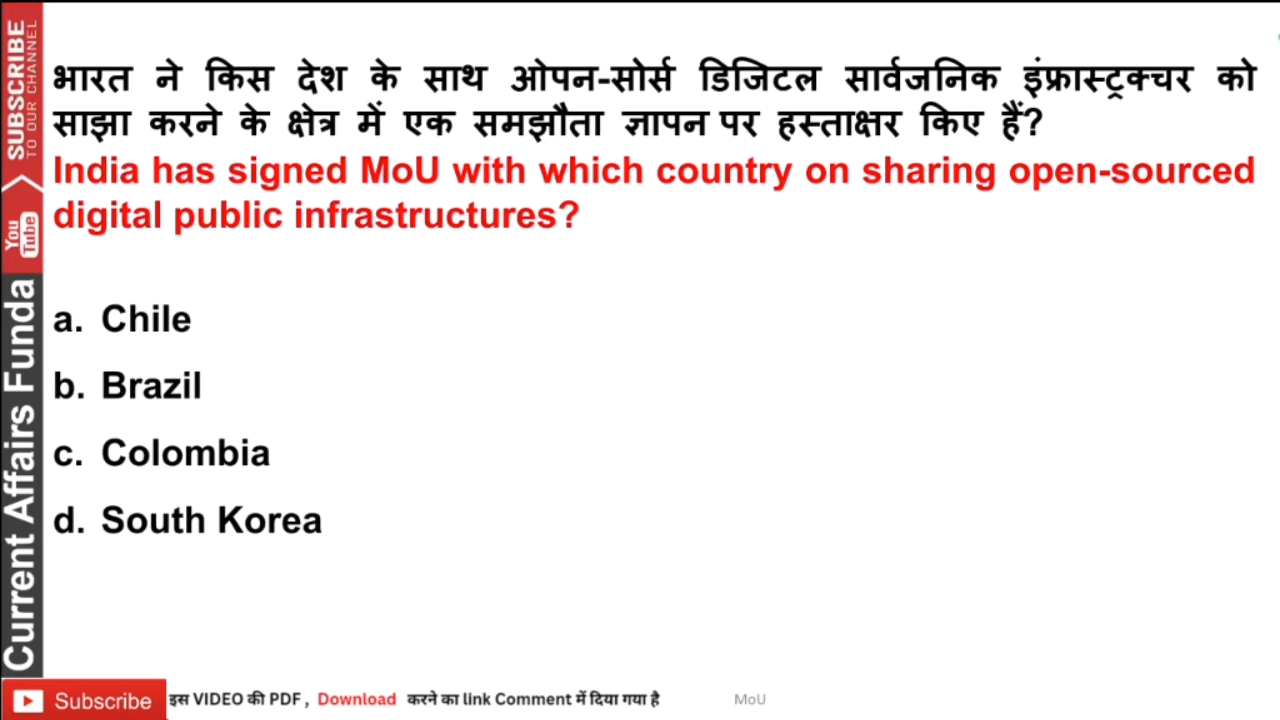 भारत ने किस देश के साथ ओपन-सोर्स डिजिटल सार्वजनिक इंफ्रास्ट्रक्चर को
साझा करने के क्षेत्र में एक समझौता ज्ञापन पर हस्ताक्षर किए हैं?
India has signed MoU with which country on sharing open-sourced
digital public infrastructures?
a. Chile
b. Brazil
c. Colombia
d. South Korea
SUBSCRIBE
TO OUR CHANNEL
You
Tube
Current Affairs Funda
Subscribe इस VIDEO की PDF , Download करने का link Comment में दिया गया है MoU